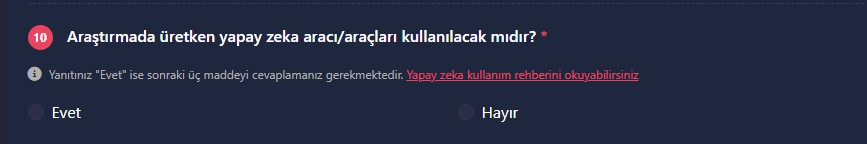 10 Araştırmada üretken yapay zeka aracı/araçları kullanılacak mıdır? *
Yanıtınız "Evet" ise sonraki üç maddeyi cevaplamanız gerekmektedir. Yapay zeka kullanım rehberini okuyabilirsiniz
Evet Hayır